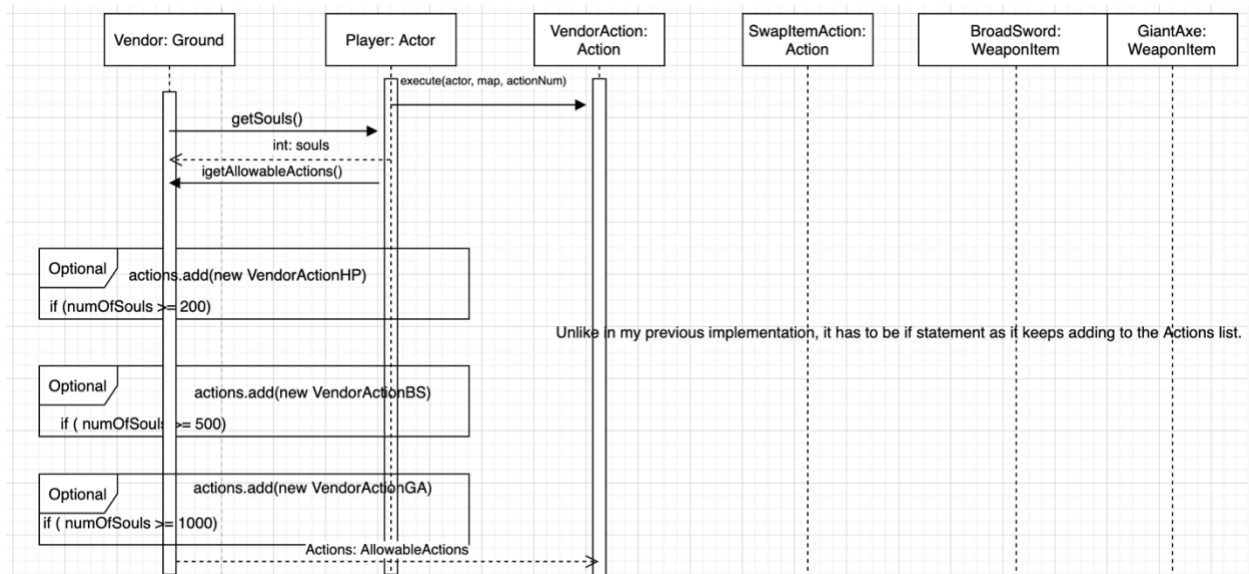 Vendor: Ground
Player: Actor
VendorAction:
Action
SwapItemAction:
Action
BroadSword:
WeaponItem
GiantAxe:
WeaponItem
execute(actor, map, actionNum)
getSouls()
int: souls
igetAllowableActions()
Optional
actions.add(new VendorActionHP)
if (numOfSouls >= 200)
Unlike in my previous implementation, it has to be if statement as it keeps adding to the Actions list.
Optional
actions.add(new VendorActionBS)
if ( numOfSouls >= 500)
Optional
actions.add(new VendorActionGA)
if ( numOfSouls >= 1000)
Actions: AllowableActions